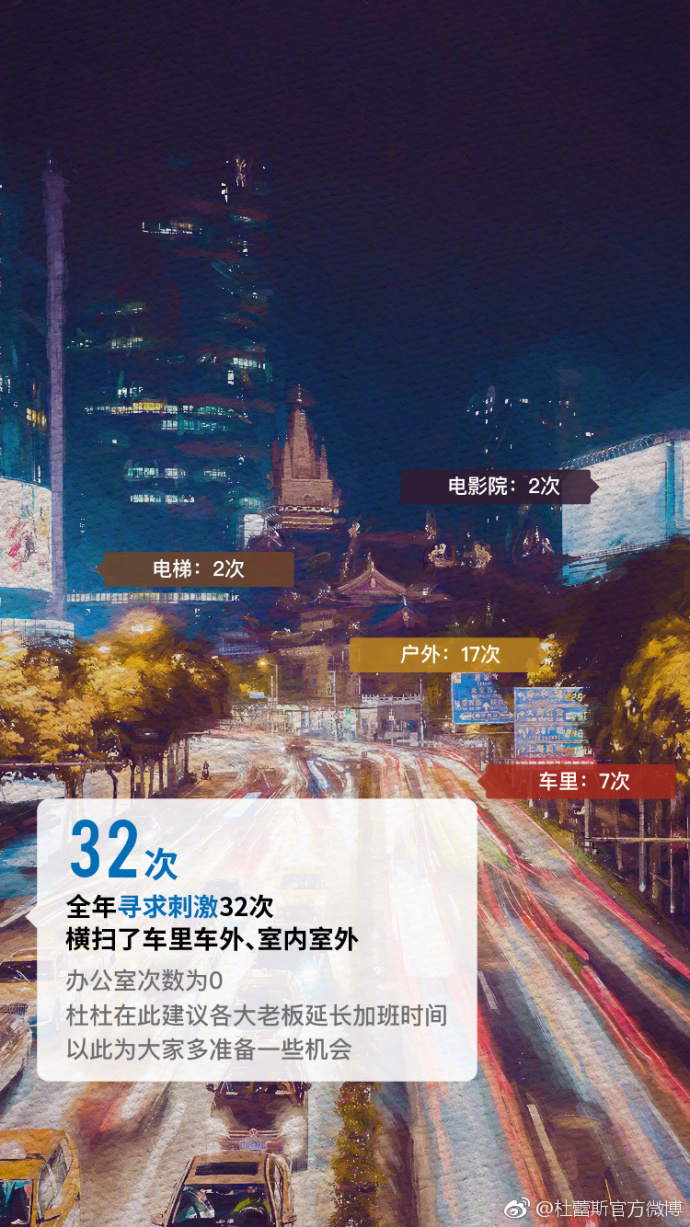 电影院：2次
电梯：2次
户外：17次
车里：7次
32次
全年寻求刺激32次
横扫了车里车外、室内室外
办公室次数为0
杜杜在此建议各大老板延长加班时间
以此为大家多准备一些机会
@杜蕾斯官方微博